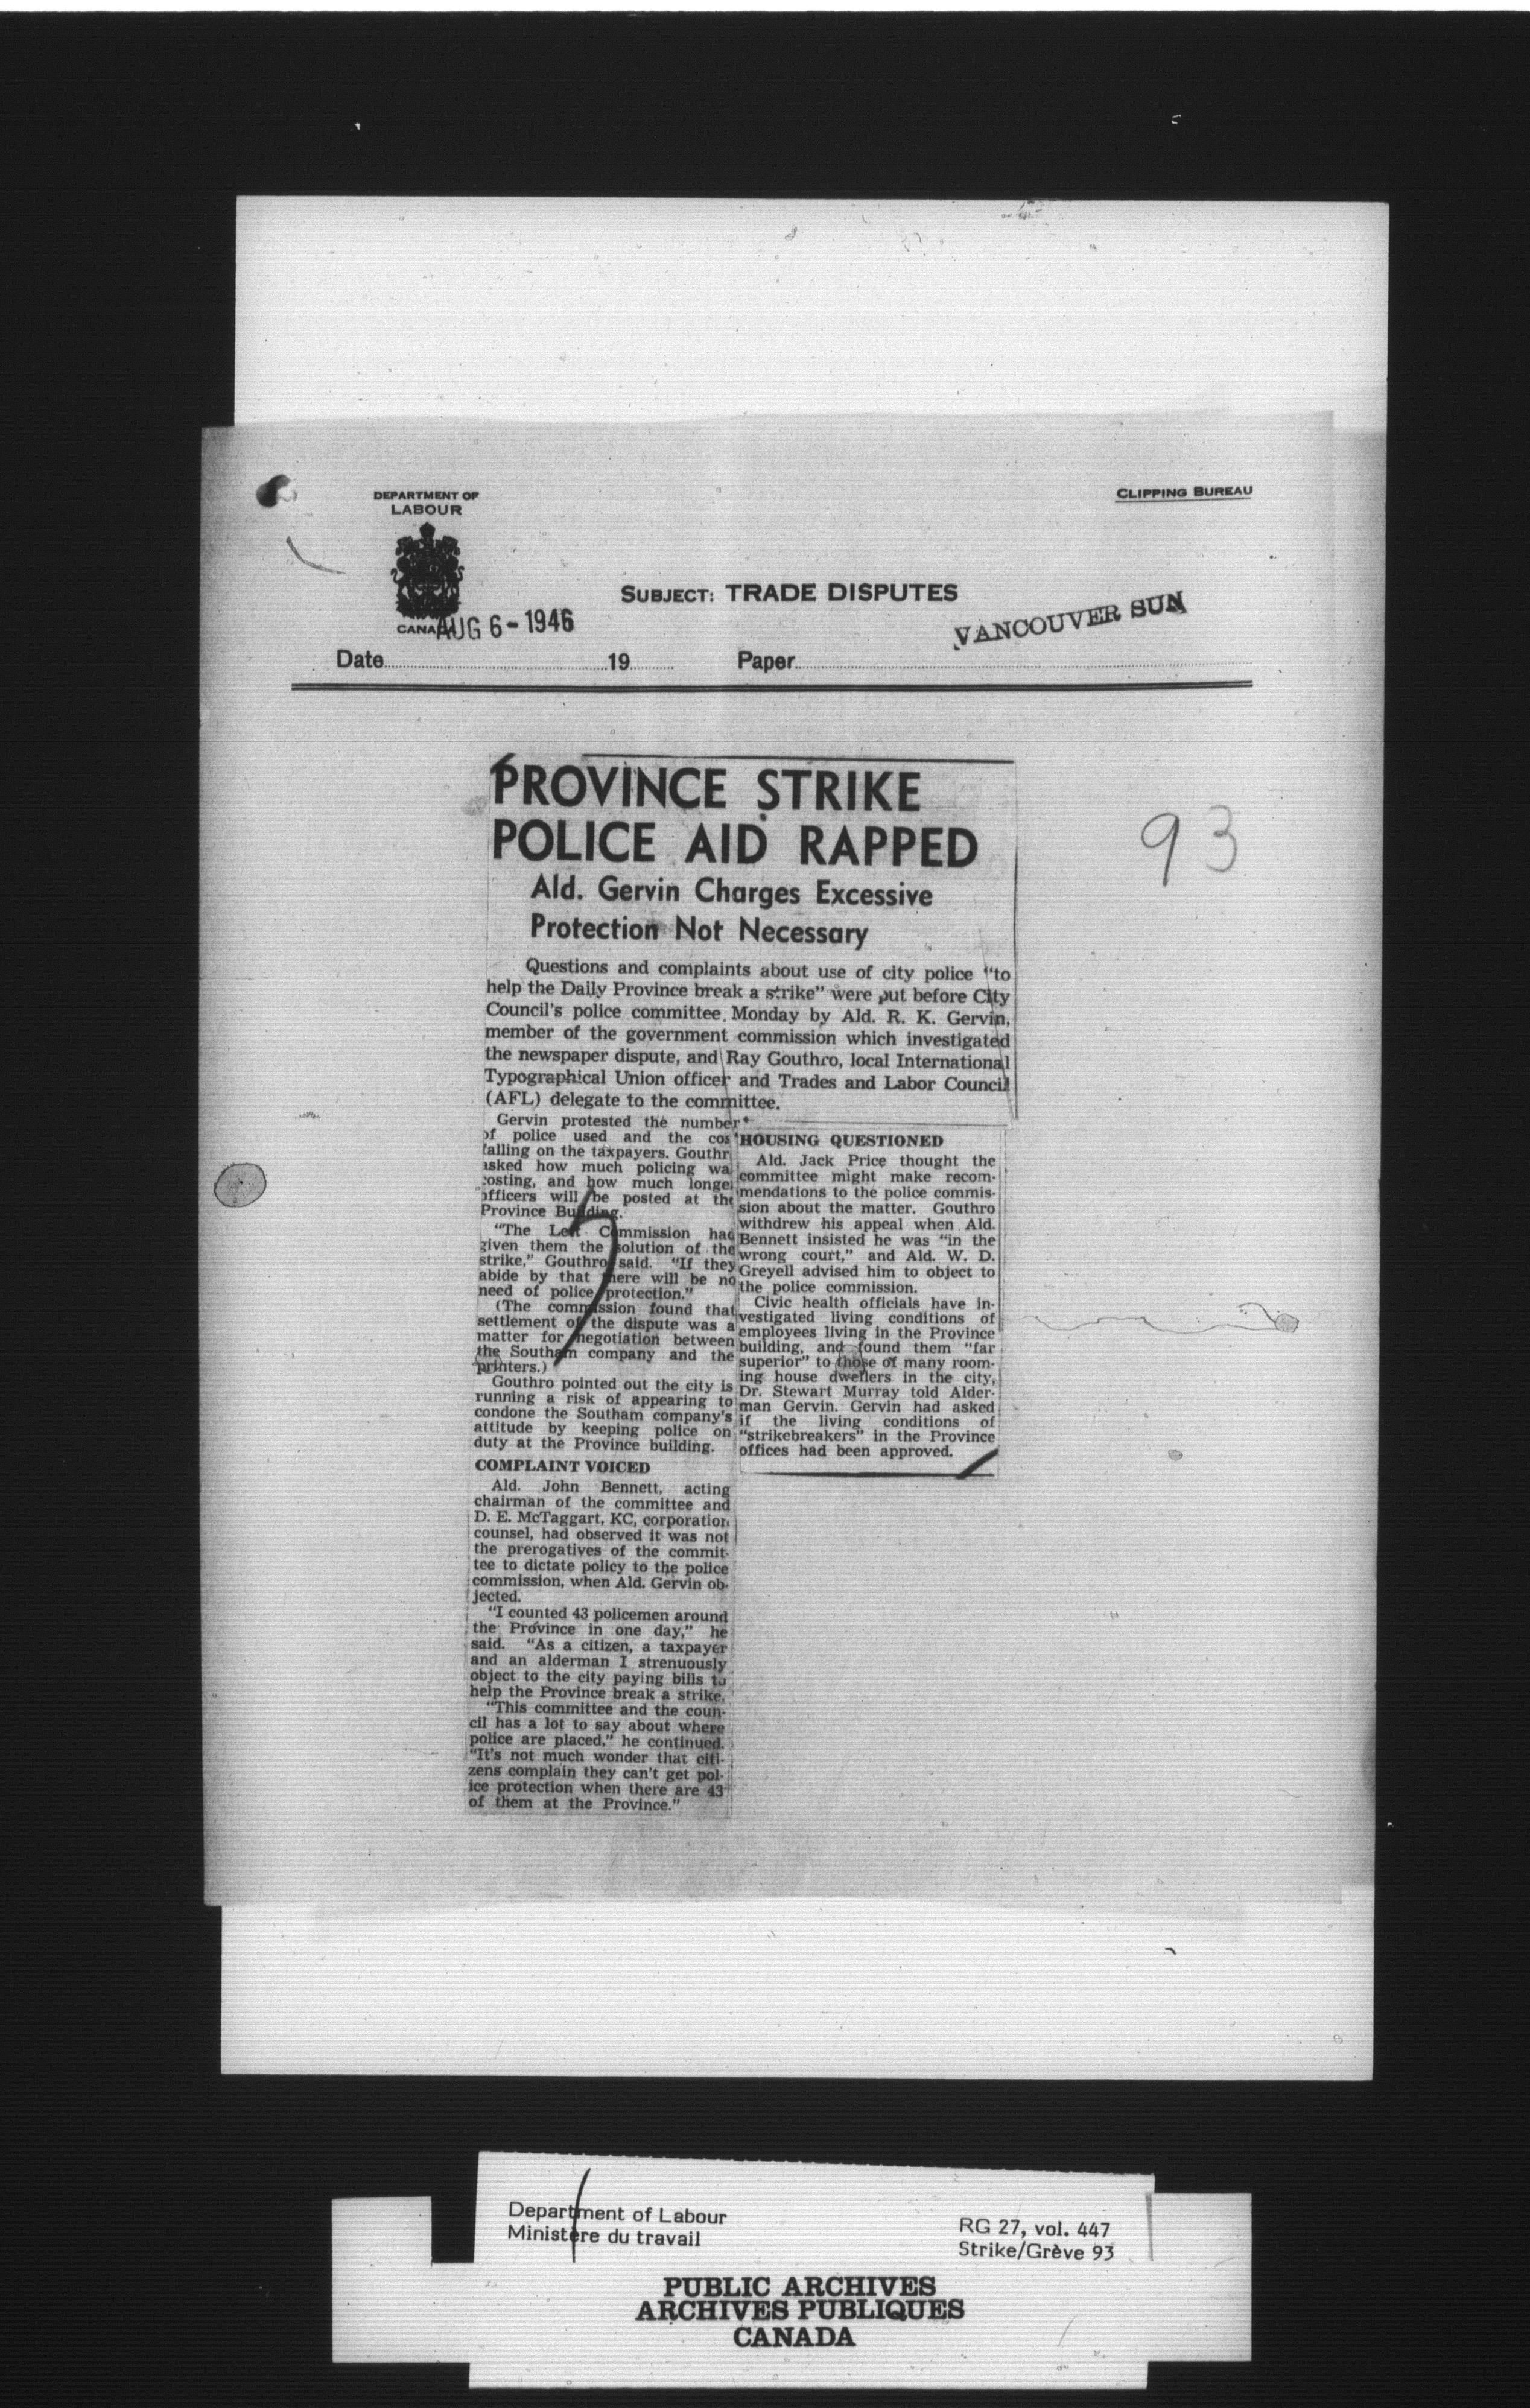 DEPARTMENT OF
LABOUR
CANADA
CLIPPING BUREAU
SUBJECT: TRADE DISPUTES
AUG 6 - 1946
VANCOUVER SUN
Date 19 Paper
93
PROVINCE STRIKE
POLICE AID RAPPED
Ald. Gervin Charges Excessive
Protection Not Necessary
Questions and complaints about use of city police "to
help the Daily Province break a strike" were put before City
Council's police committee Monday by Ald. R. K. Gervin,
member of the government commission which investigated
the newspaper dispute, and Ray Gouthro, local International
Typographical Union officer and Trades and Labor Council
(AFL) delegate to the committee.
Gervin protested the number
of police used and the cos
falling on the taxpayers. Gouthr
asked how much policing wa
costing, and how much longe
officers will be posted at the
Province Building.
"The Commission had
given them the solution of the
strike," Gouthro said. "If they
abide by that there will be no
need of police protection."
(The commission found that
settlement of the dispute was a
matter for negotiation between
the Southam company and the
printers.)
Gouthro pointed out the city is
running a risk of appearing to
condone the Southam company's
attitude by keeping police on
duty at the Province building.
COMPLAINT VOICED
Ald. John Bennett, acting
chairman of the committee and
D. E. McTaggart, KC, corporation
counsel, had observed it was not
the prerogatives of the commit-
tee to dictate policy to the police
commission, when Ald. Gervin ob-
jected.
"I counted 43 policemen around
the Province in one day," he
said. "As a citizen, a taxpayer
and an alderman I strenuously
object to the city paying bills to
help the Province break a strike.
"This committee and the coun-
cil has a lot to say about where
police are placed," he continued.
"It's not much wonder that citi-
zens complain they can't get pol-
ice protection when there are 43
of them at the Province."
HOUSING QUESTIONED
Ald. Jack Price thought the
committee might make recom-
mendations to the police commis-
sion about the matter. Gouthro
withdrew his appeal when Ald.
Bennett insisted he was "in the
wrong court," and Ald. W. D.
Greyell advised him to object to
the police commission.
Civic health officials have in-
vestigated living conditions of
employees living in the Province
building, and found them "far
superior" to those of many room-
ing house dwellers in the city,
Dr. Stewart Murray told Alder-
man Gervin. Gervin had asked
if the living conditions of
"strikebreakers" in the Province
offices had been approved.
Department of Labour
Ministère du travail
RG 27, vol. 447
Strike/Grève 93
PUBLIC ARCHIVES
ARCHIVES PUBLIQUES
CANADA